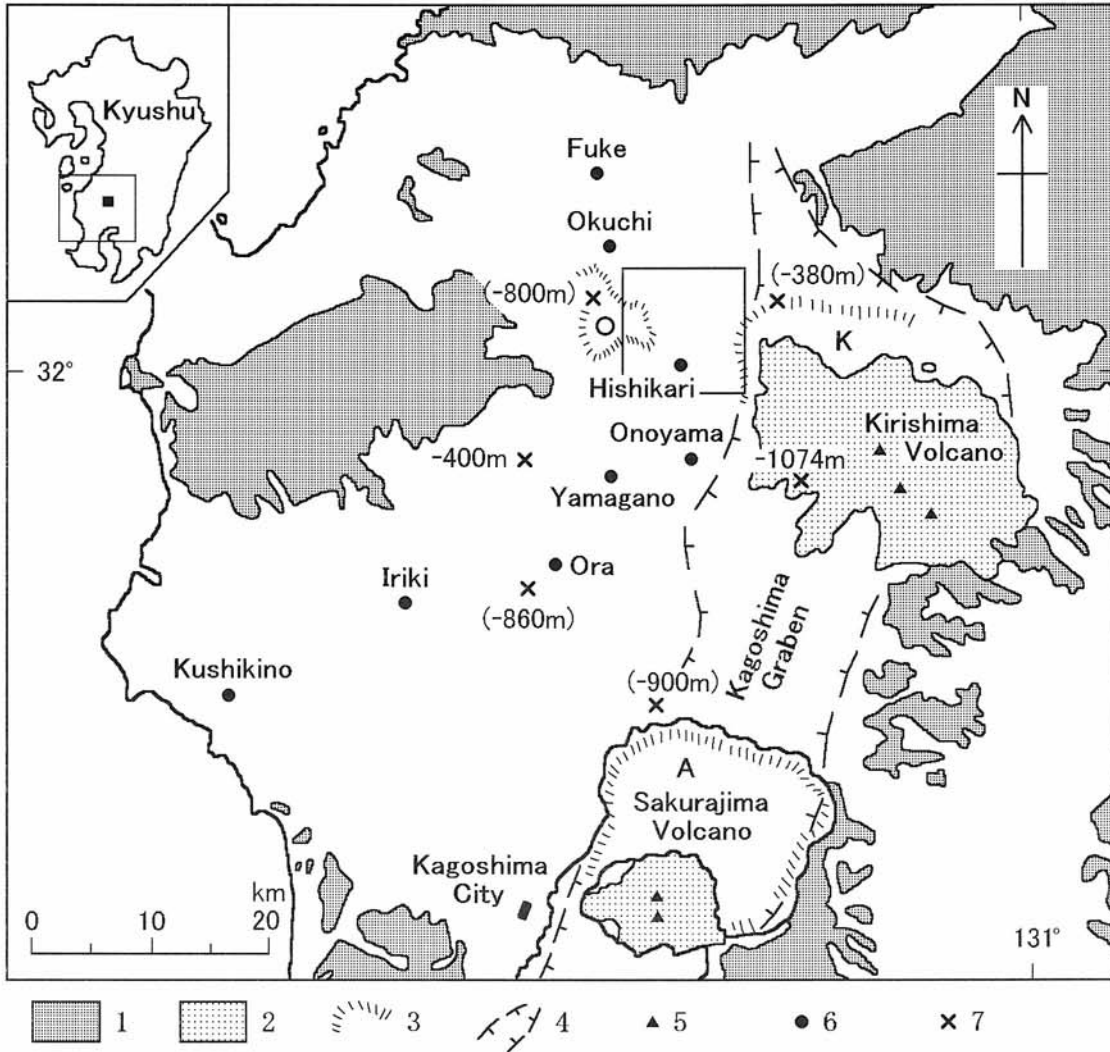 Kyushu
N
Fuke
Okuchi
(-800m)
(-380m)
K
32°
Hishikari
Kirishima
Volcano
Onoyama
-400m
-1074m
Yamagano
Ora
Iriki
(-860m)
Kagoshima
Graben
Kushikino
(-900m)
A
Sakurajima
Volcano
Kagoshima
City
km
0 10 20
131°
1 2 3 4 5 6 7